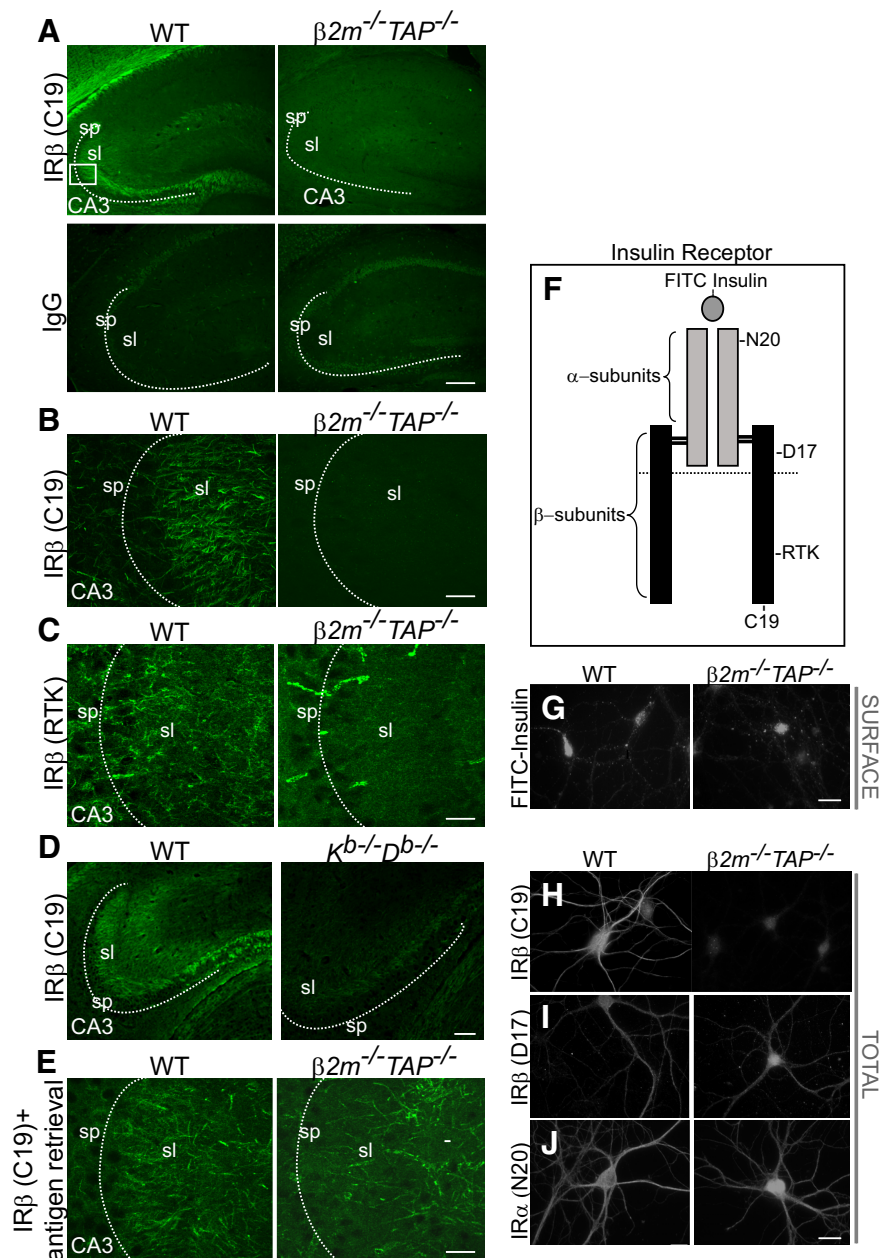 A
WT
β2m-/-TAP-/-
IRβ (C19)
sp
sl
CA3
sp
sl
CA3
IgG
sp
sl
sp
sl
B
WT
β2m-/-TAP-/-
IRβ (C19)
sp
sl
CA3
sp
sl
C
WT
β2m-/-TAP-/-
IRβ (RTK)
sp
sl
CA3
sp
sl
D
WT
Kb-/-Db-/-
IRβ (C19)
sl
sp
CA3
sl
sp
E
WT
β2m-/-TAP-/-
IRβ (C19)+
antigen retrieval
sp
sl
CA3
sp
sl
Insulin Receptor
F
FITC Insulin
-N20
α-subunits
-D17
β-subunits
-RTK
C19
WT
β2m-/-TAP-/-
G
FITC-Insulin
SURFACE
WT
β2m-/-TAP-/-
H
IRβ (C19)
I
IRβ (D17)
J
IRα (N20)
TOTAL